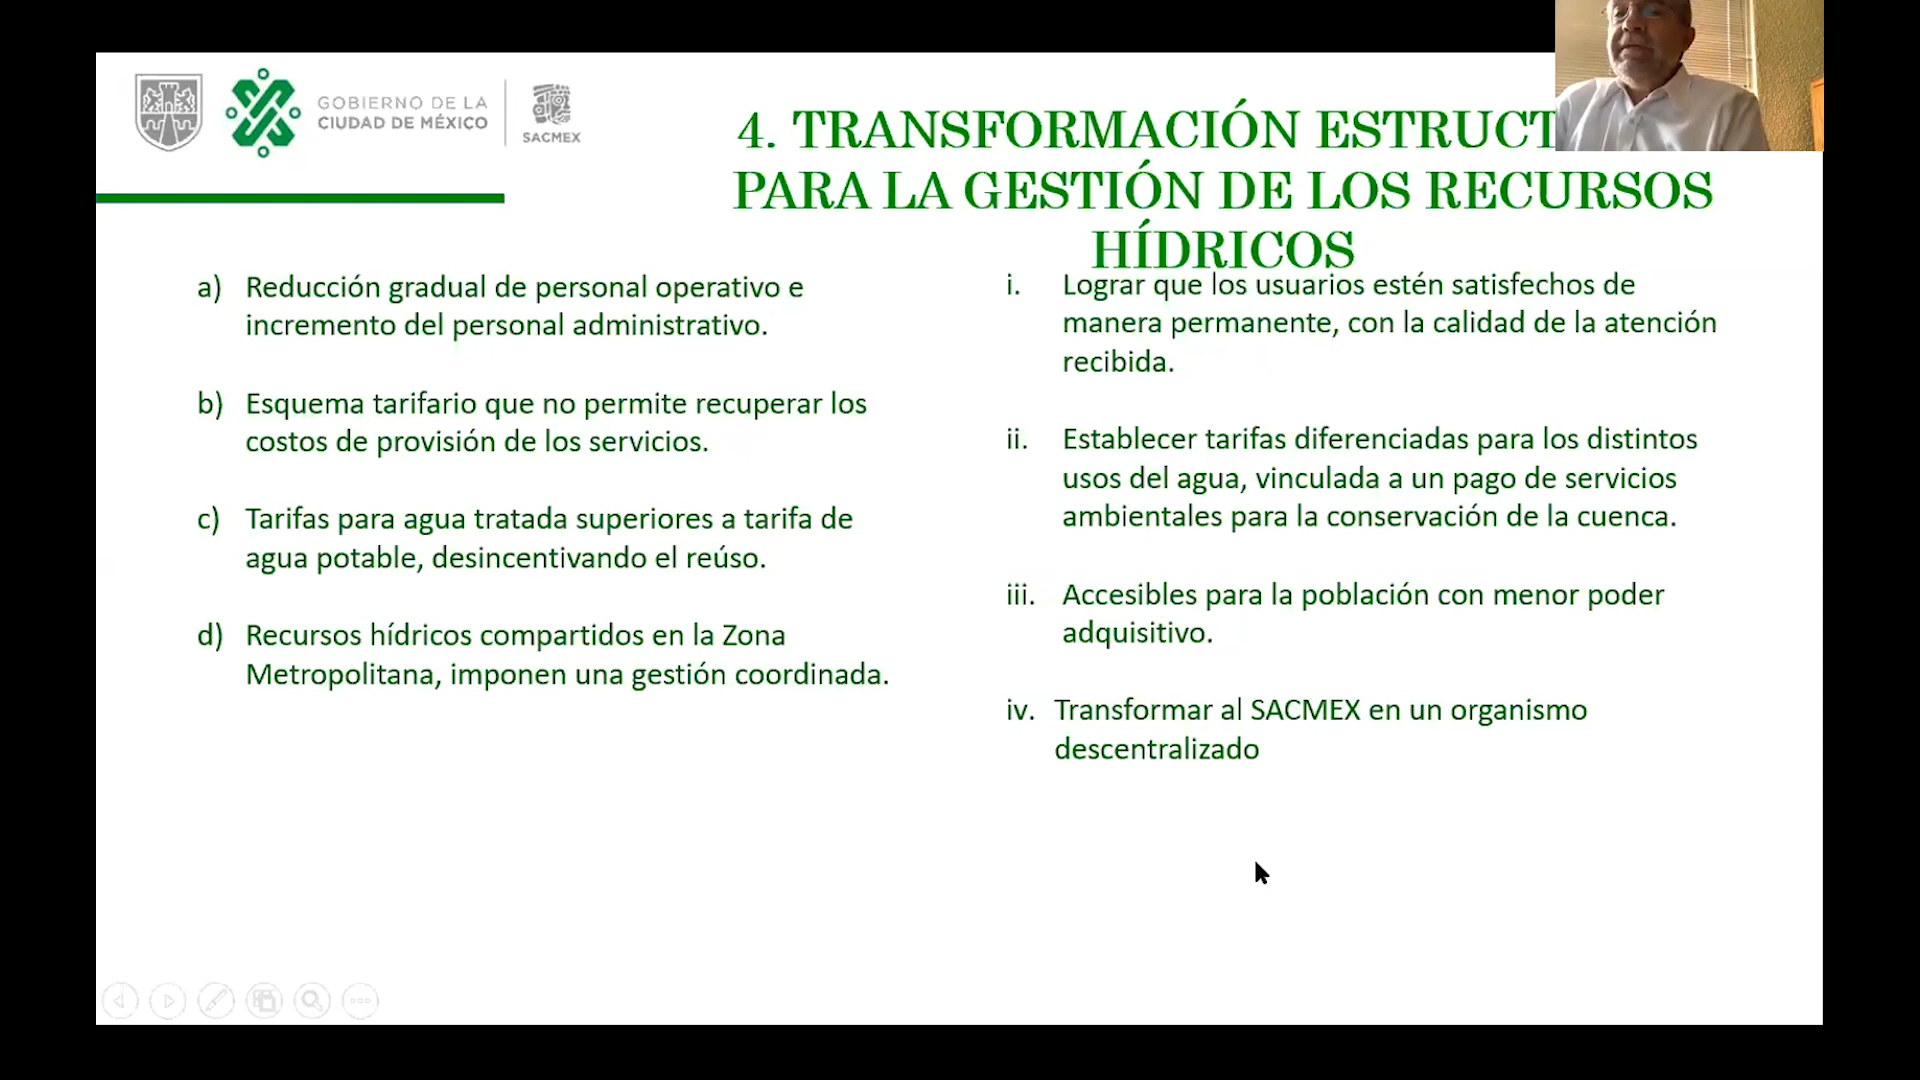 GOBIERNO DE LA
CIUDAD DE MÉXICO
SACMEX
4. TRANSFORMACIÓN
PARA LA GESTIÓN DE LOS RECURSOS
HÍDRICOS
a) Reducción gradual de personal operativo e
incremento del personal administrativo.
b) Esquema tarifario que no permite recuperar los
costos de provisión de los servicios.
c) Tarifas para agua tratada superiores a tarifa de
agua potable, desincentivando el reúso.
d) Recursos hídricos compartidos en la Zona
Metropolitana, imponen una gestión coordinada.
i. Lograr que los usuarios estén satisfechos de
manera permanente, con la calidad de la atención
recibida.
ii. Establecer tarifas diferenciadas para los distintos
usos del agua, vinculada a un pago de servicios
ambientales para la conservación de la cuenca.
iii. Accesibles para la población con menor poder
adquisitivo.
iv. Transformar al SACMEX en un organismo
descentralizado